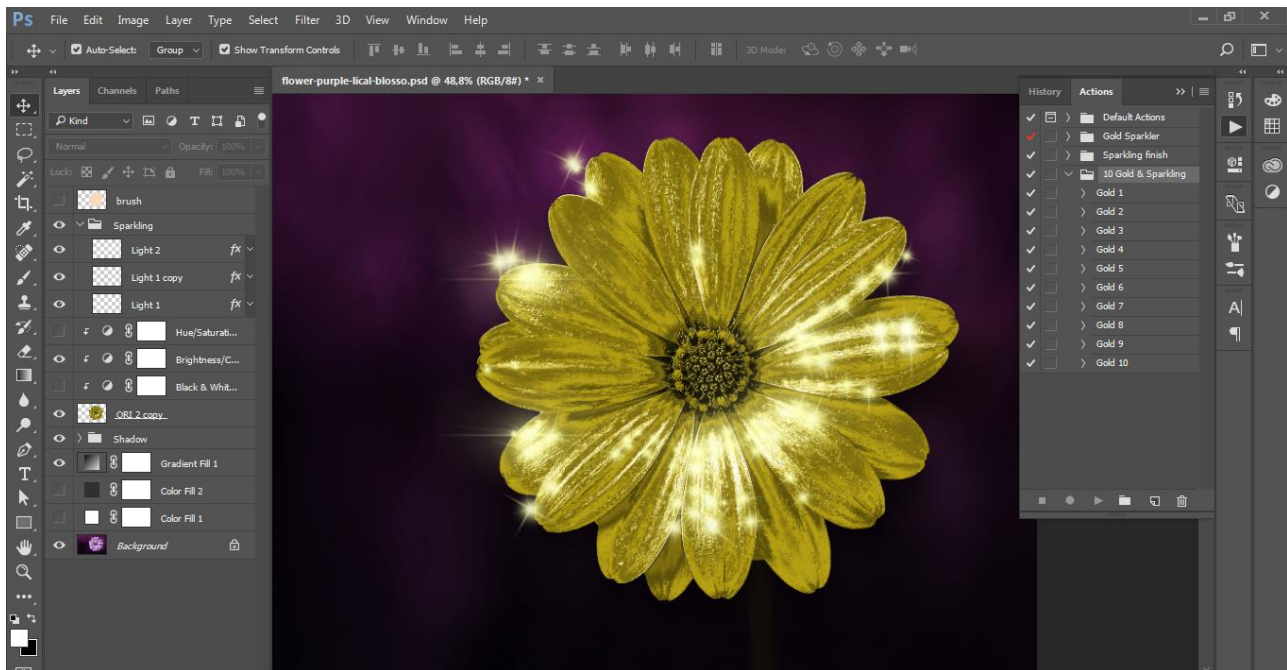 Ps File Edit Image Layer Type Select Filter 3D View Window Help
Auto-Select: Group Show Transform Controls 3D Mode:
flower-purple-lical-blosso.psd @ 48,8% (RGB/8#) *
Layers Channels Paths
Kind
Normal Opacity: 100%
Lock: Fill: 100%
brush
Sparkling
Light 2 fx
Light 1 copy fx
Light 1 fx
Hue/Saturati...
Brightness/C...
Black & Whit...
ORI 2 copy
Shadow
Gradient Fill 1
Color Fill 2
Color Fill 1
Background
History Actions
Default Actions
Gold Sparkler
Sparkling finish
10 Gold & Sparkling
Gold 1
Gold 2
Gold 3
Gold 4
Gold 5
Gold 6
Gold 7
Gold 8
Gold 9
Gold 10